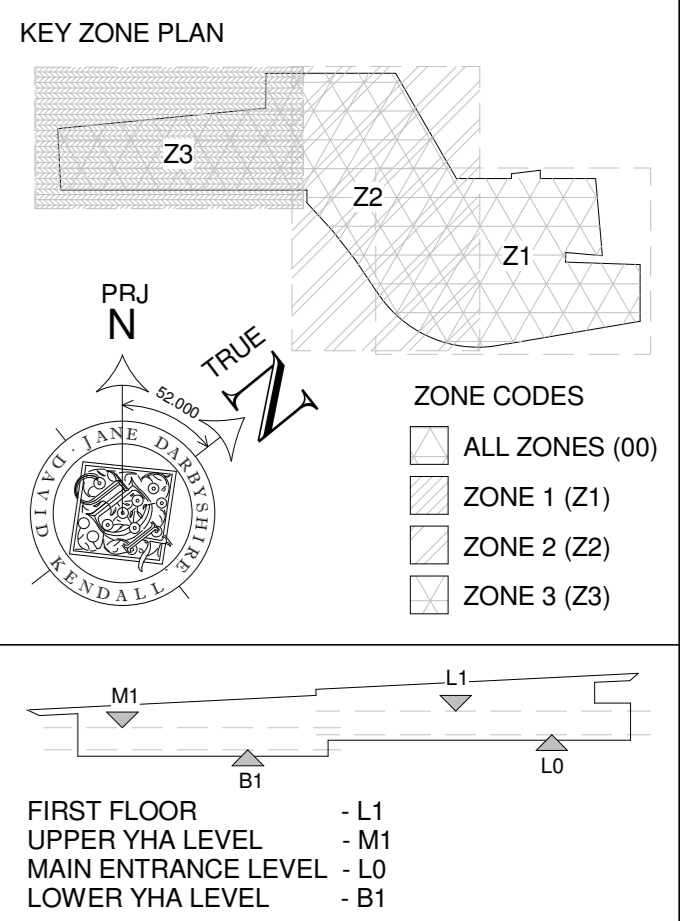 KEY ZONE PLAN
Z3
Z2
Z1
PRJ
N
TRUE
N
52.000
DAVID · JANE DARBYSHIRE
KENDALL
ZONE CODES
ALL ZONES (00)
ZONE 1 (Z1)
ZONE 2 (Z2)
ZONE 3 (Z3)
M1
L1
B1
L0
FIRST FLOOR - L1
UPPER YHA LEVEL - M1
MAIN ENTRANCE LEVEL - L0
LOWER YHA LEVEL - B1